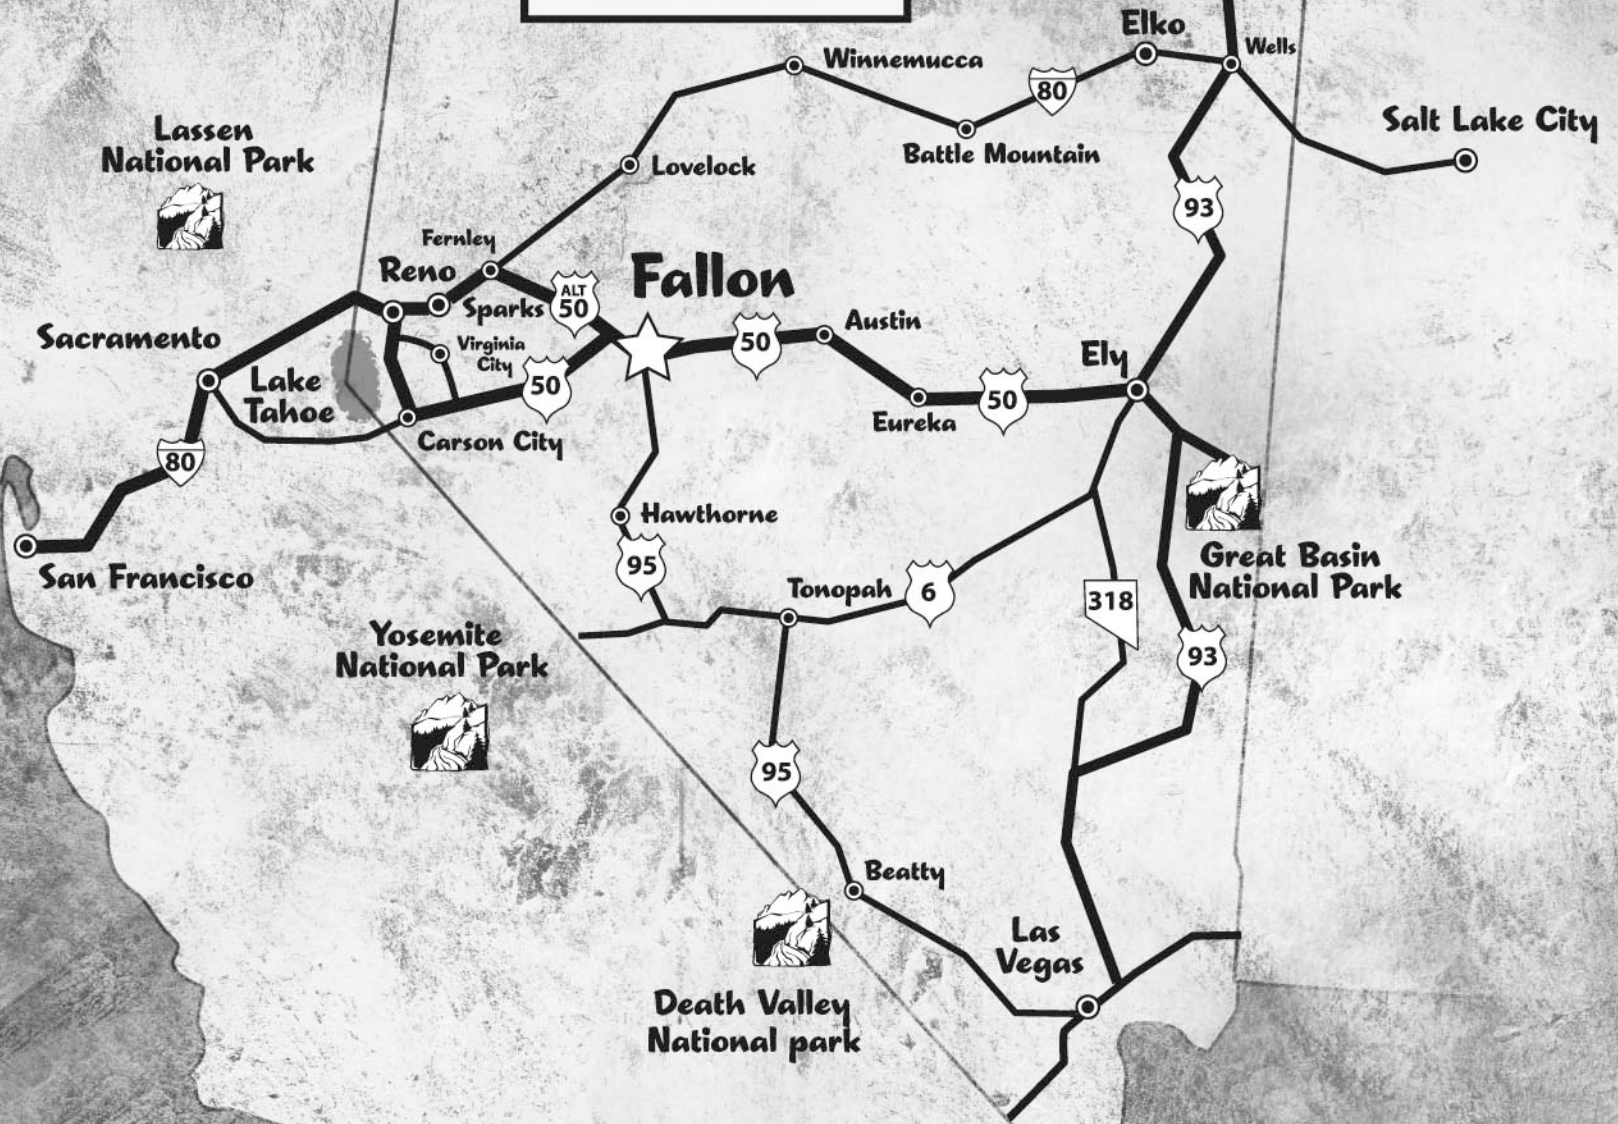 Elko
Wells
Winnemucca
80
Salt Lake City
Lassen
National Park
Battle Mountain
Lovelock
93
Fernley
Reno
Fallon
ALT
50
Sparks
Sacramento
Virginia
City
50
Austin
Ely
Lake
Tahoe
50
50
Eureka
Carson City
80
Hawthorne
San Francisco
95
Great Basin
National Park
Tonopah
6
318
Yosemite
National Park
93
95
Beatty
Las
Vegas
Death Valley
National park